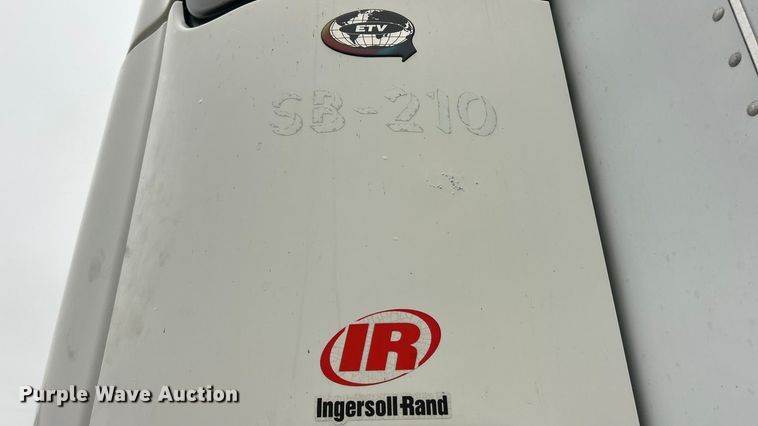 ETV
SB-210
IR
Ingersoll-Rand
Purple Wave Auction